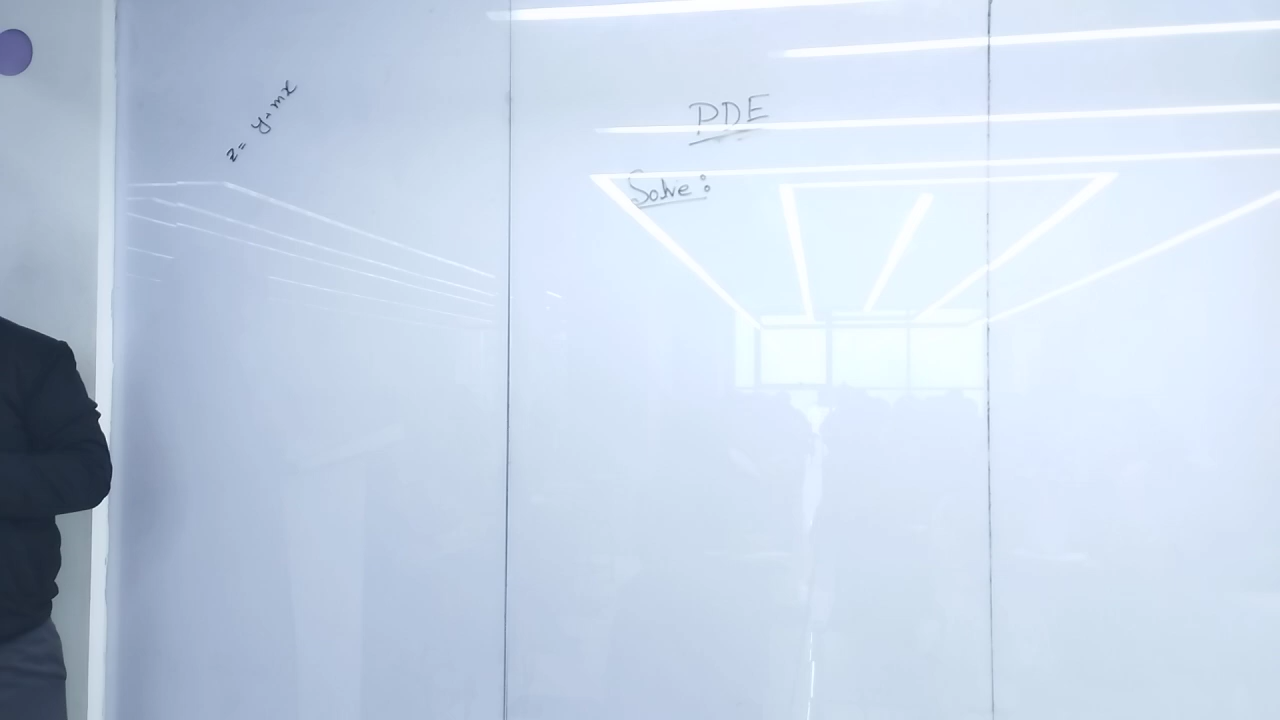 z = y + mx
PDE
Solve :